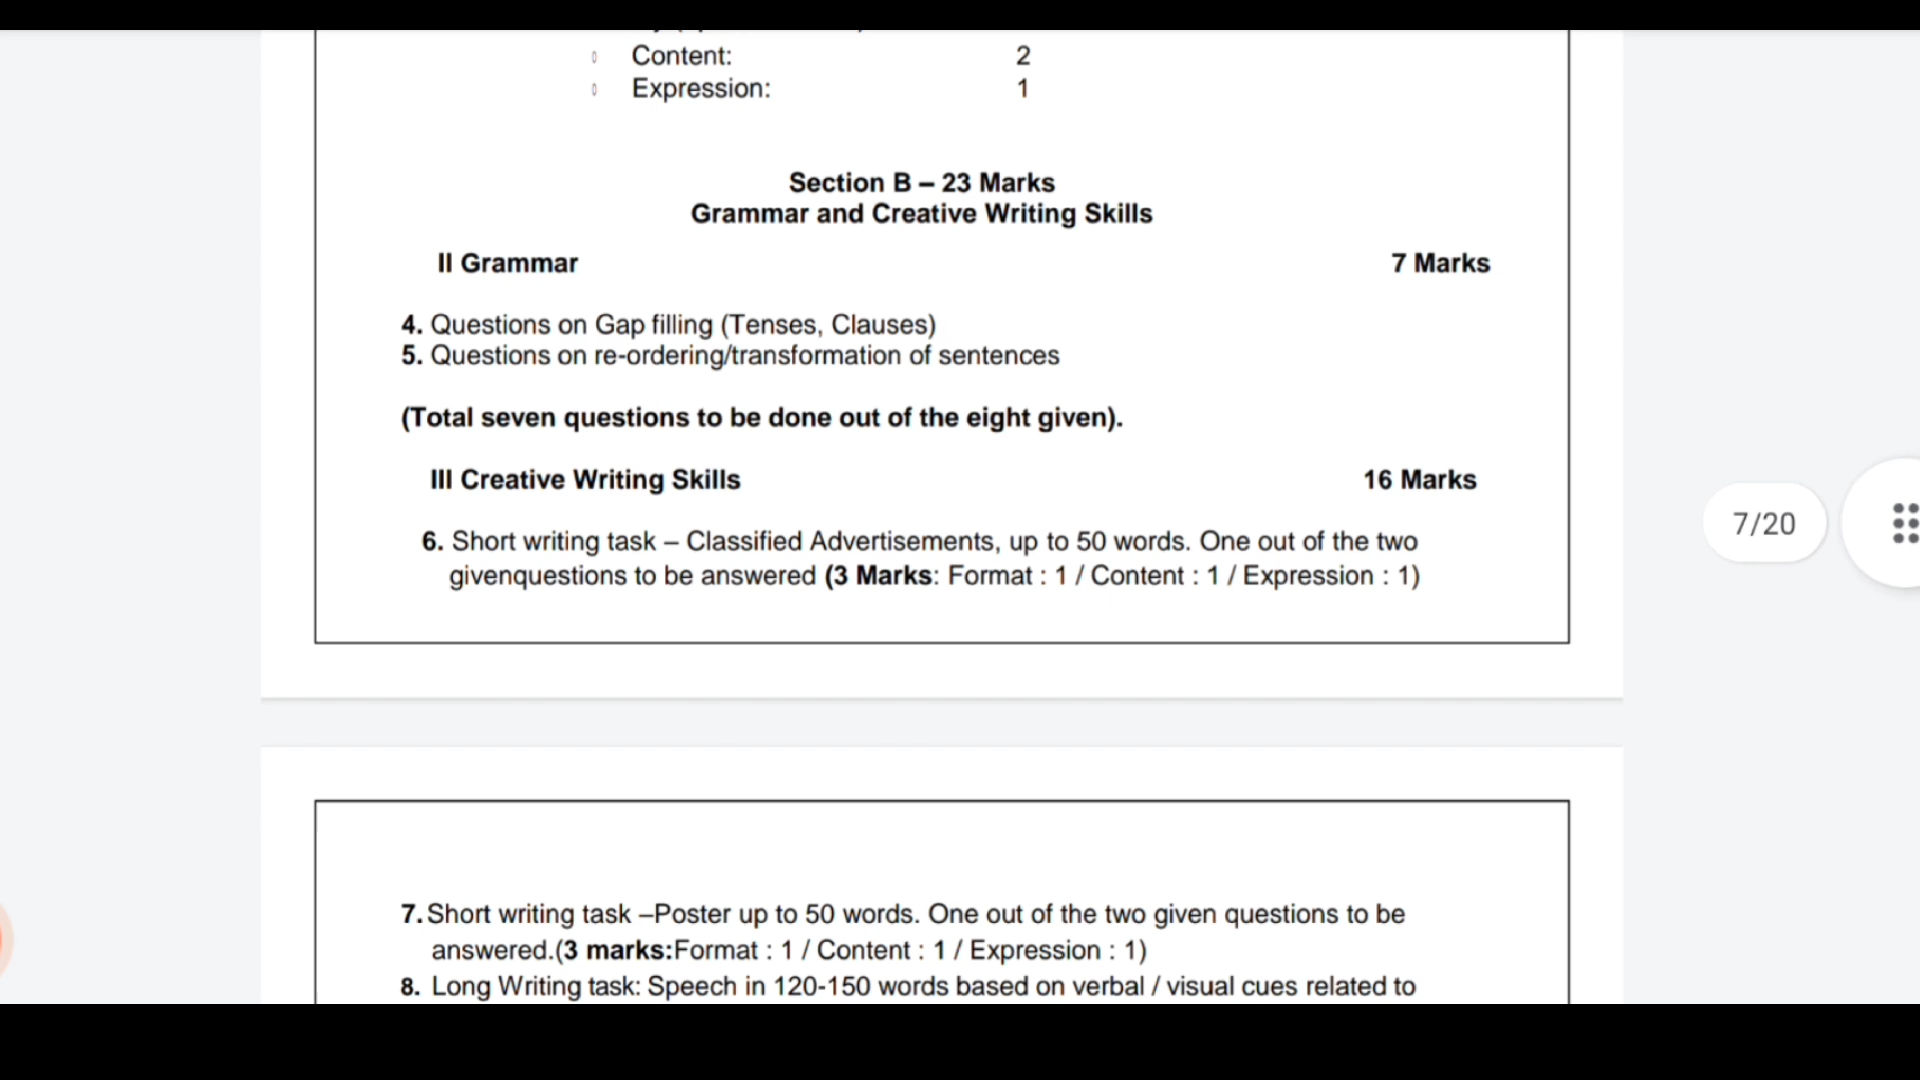 Content: 2
Expression: 1
Section B – 23 Marks
Grammar and Creative Writing Skills
II Grammar 7 Marks
4. Questions on Gap filling (Tenses, Clauses)
5. Questions on re-ordering/transformation of sentences
(Total seven questions to be done out of the eight given).
III Creative Writing Skills 16 Marks
6. Short writing task – Classified Advertisements, up to 50 words. One out of the two
givenquestions to be answered (3 Marks: Format : 1 / Content : 1 / Expression : 1)
7/20
7. Short writing task –Poster up to 50 words. One out of the two given questions to be
answered.(3 marks:Format : 1 / Content : 1 / Expression : 1)
8. Long Writing task: Speech in 120-150 words based on verbal / visual cues related to